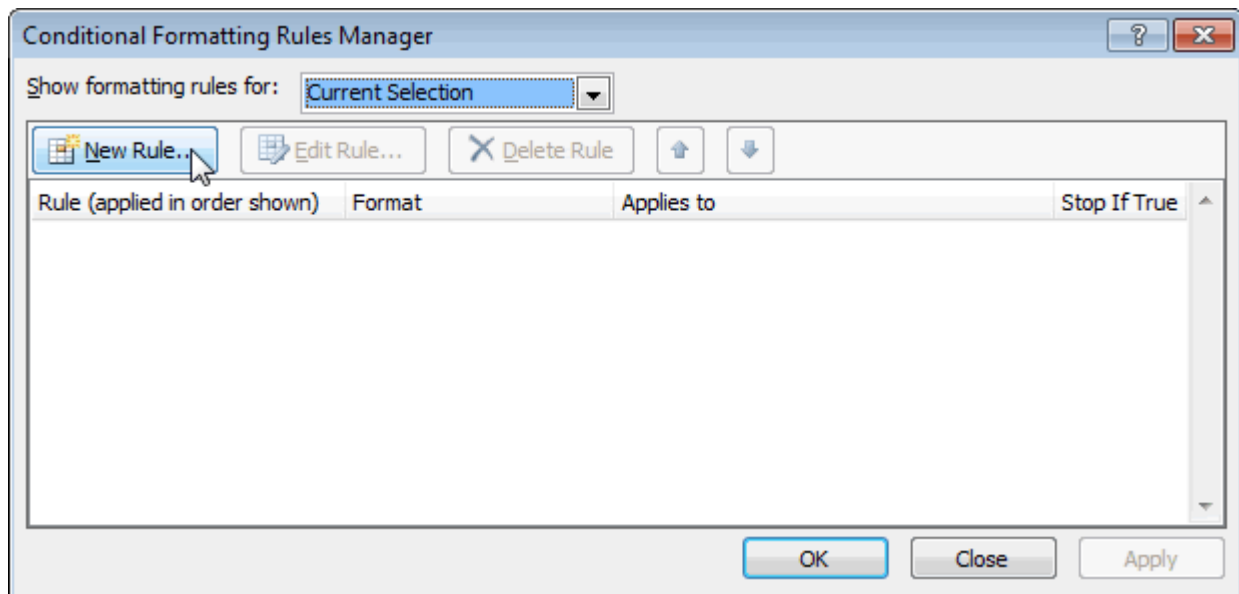 Conditional Formatting Rules Manager
Show formatting rules for: Current Selection
New Rule... Edit Rule... Delete Rule
Rule (applied in order shown) Format Applies to Stop If True
OK Close Apply